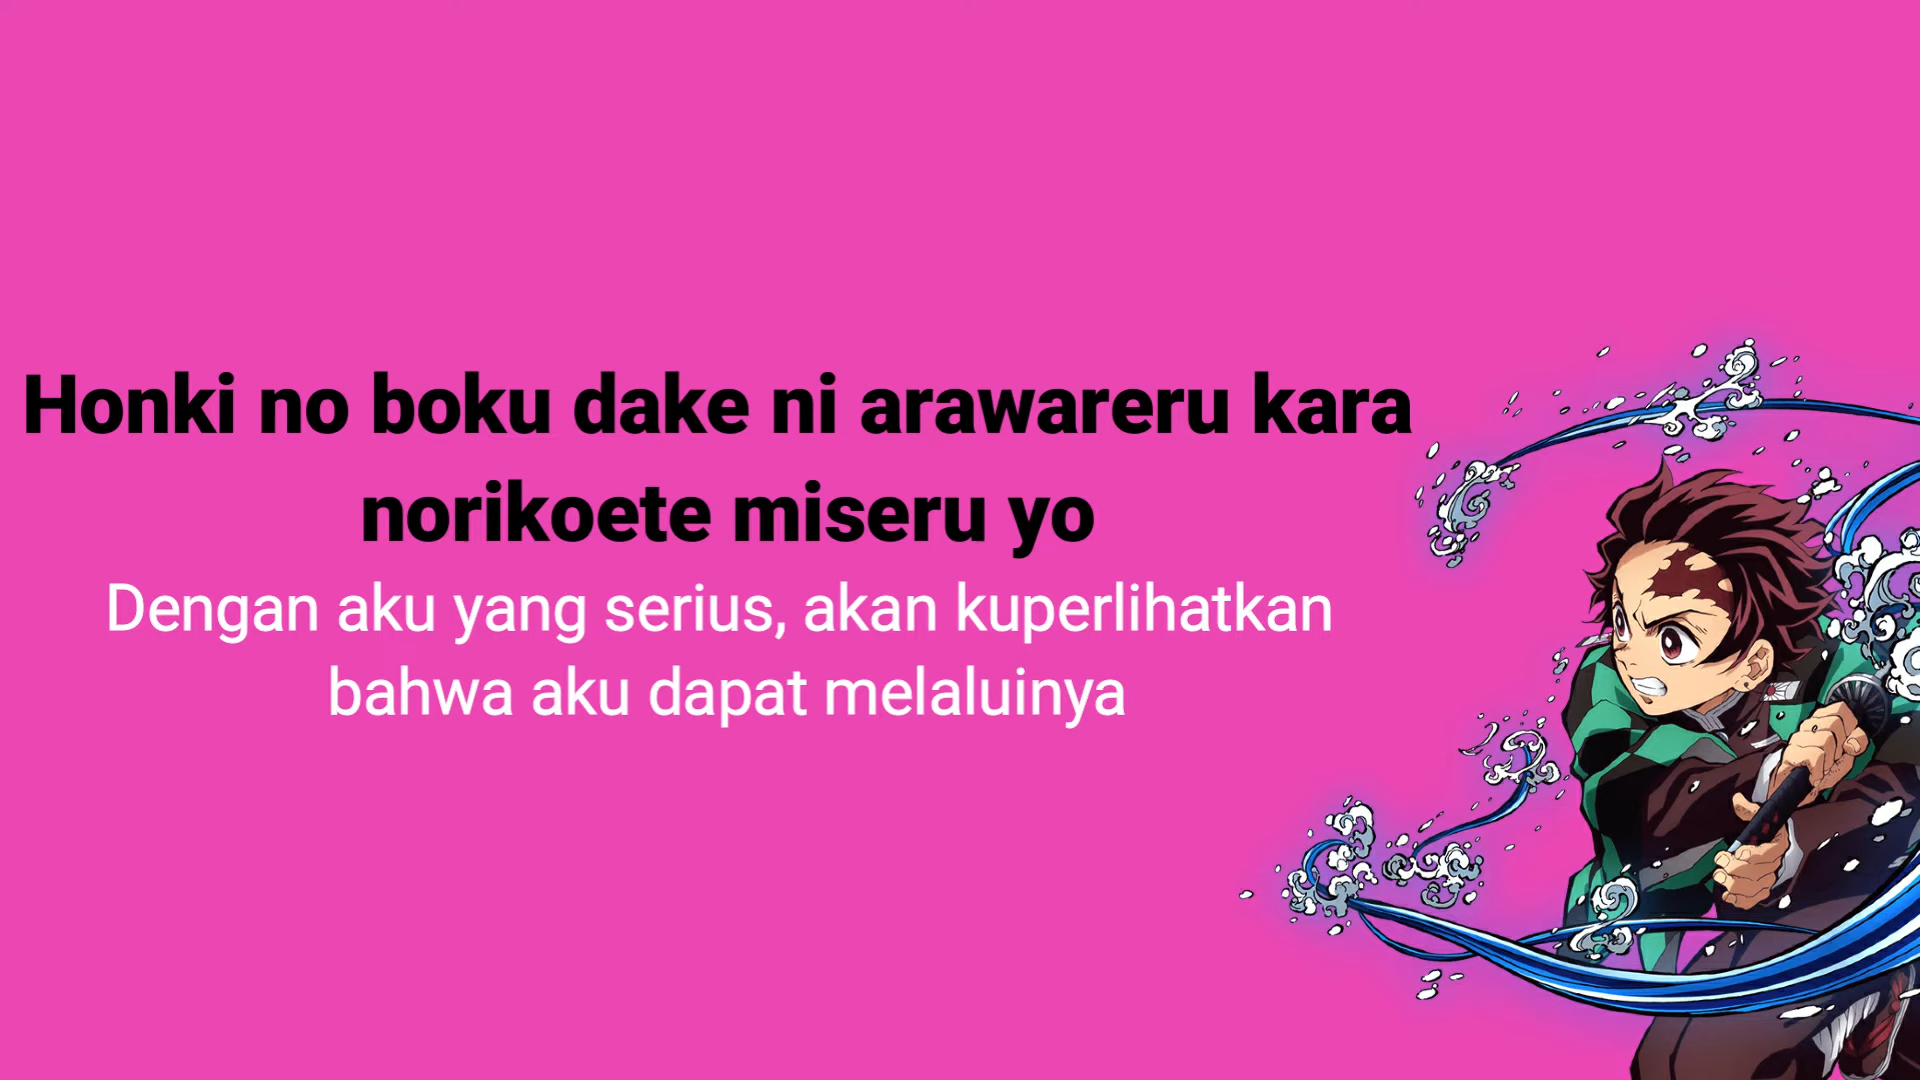 Honki no boku dake ni arawareru kara
norikoete miseru yo
Dengan aku yang serius, akan kuperlihatkan
bahwa aku dapat melaluinya